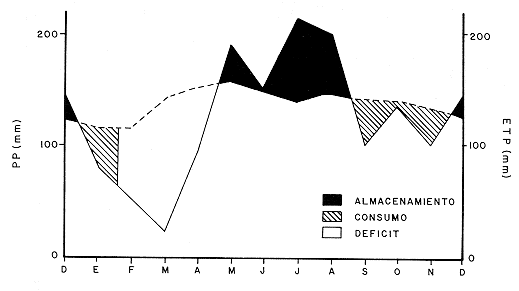 200
100
0
PP (mm)
200
100
0
ETP (mm)
ALMACENAMIENTO
CONSUMO
DEFICIT
D E F M A M J J A S O N D